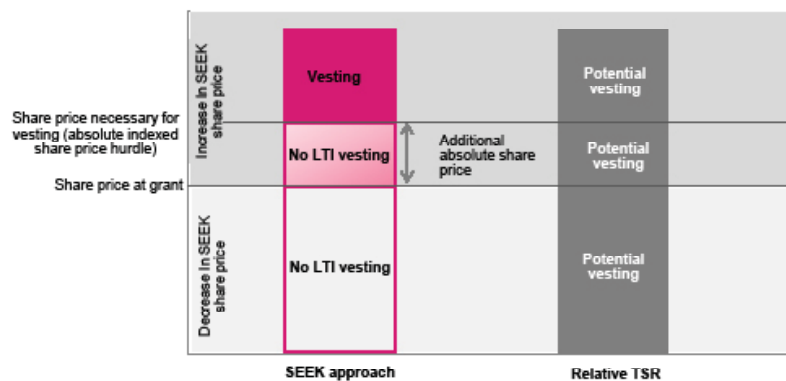 Increase in SEEK
share price
Vesting
Potential
vesting
Share price necessary for
vesting (absolute indexed
share price hurdle)
No LTI vesting
Additional
absolute share
price
Potential
vesting
Share price at grant
Decrease in SEEK
share price
No LTI vesting
Potential
vesting
SEEK approach
Relative TSR